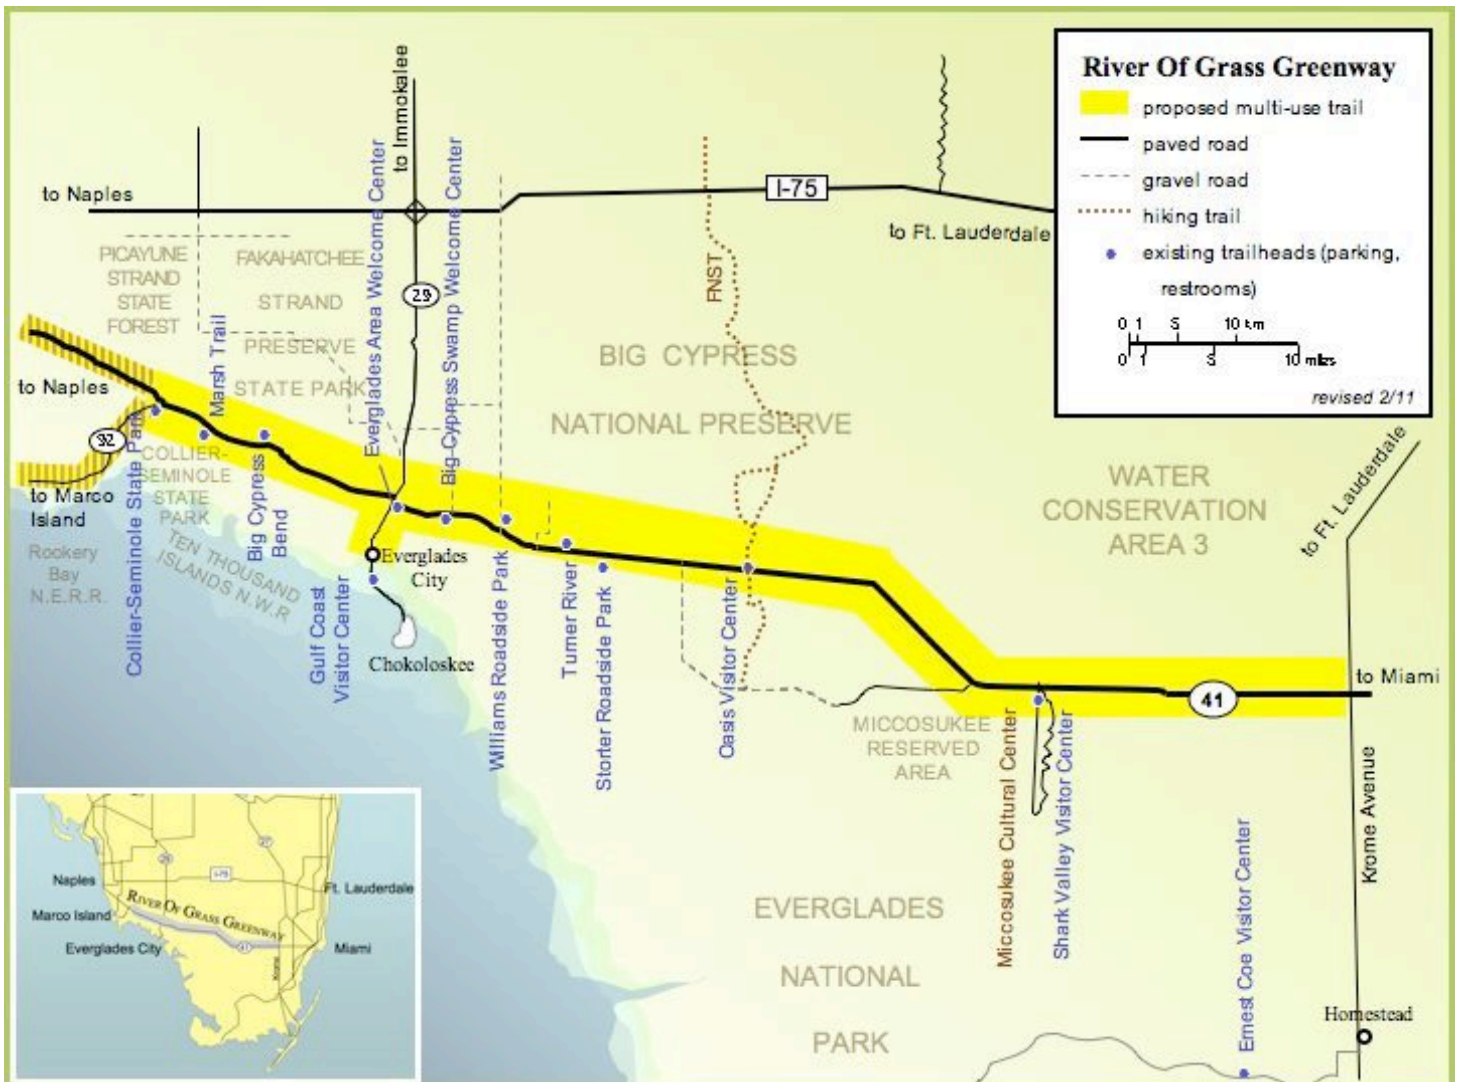 River Of Grass Greenway
proposed multi-use trail
paved road
gravel road
hiking trail
existing trailheads (parking,
restrooms)
0 1 5 10 km
0 1 5 10 miles
revised 2/11
to Immokalee
to Naples
I-75
to Ft. Lauderdale
PICAYUNE
STRAND
STATE
FOREST
FAKAHATCHEE
STRAND
PRESERVE
STATE PARK
29
Everglades Area Welcome Center
Big Cypress Swamp Welcome Center
FNST
BIG CYPRESS
NATIONAL PRESERVE
WATER
CONSERVATION
AREA 3
to Ft. Lauderdale
to Naples
92
to Marco
Island
Marsh Trail
Collier-Seminole State Park
COLLIER-
SEMINOLE
STATE
PARK
Big Cypress
Bend
Rookery
Bay
N.E.R.R.
TEN THOUSAND
ISLANDS N.W.R
Everglades
City
Gulf Coast
Visitor Center
Chokoloskee
Williams Roadside Park
Turner River
Storter Roadside Park
Oasis Visitor Center
MICCOSUKEE
RESERVED
AREA
Miccosukee Cultural Center
Shark Valley Visitor Center
41
to Miami
Krome Avenue
EVERGLADES
NATIONAL
PARK
Ernest Coe Visitor Center
Homestead
Naples
Marco Island
Everglades City
RIVER OF GRASS GREENWAY
29
27
I-75
41
Krome
Ft. Lauderdale
Miami